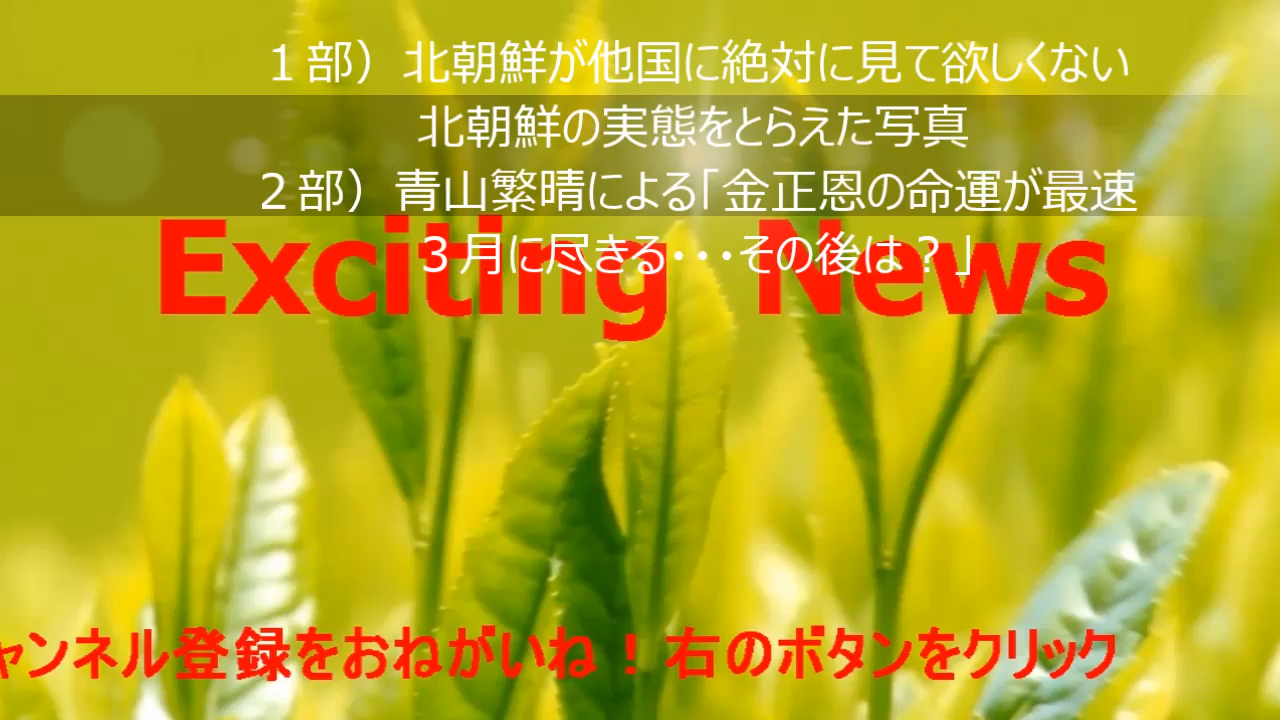 １部）北朝鮮が他国に絶対に見て欲しくない
北朝鮮の実態をとらえた写真
２部）青山繁晴による「金正恩の命運が最速
３月に尽きる・・・その後は？」
Exciting News
ャンネル登録をおねがいね！右のボタンをクリック